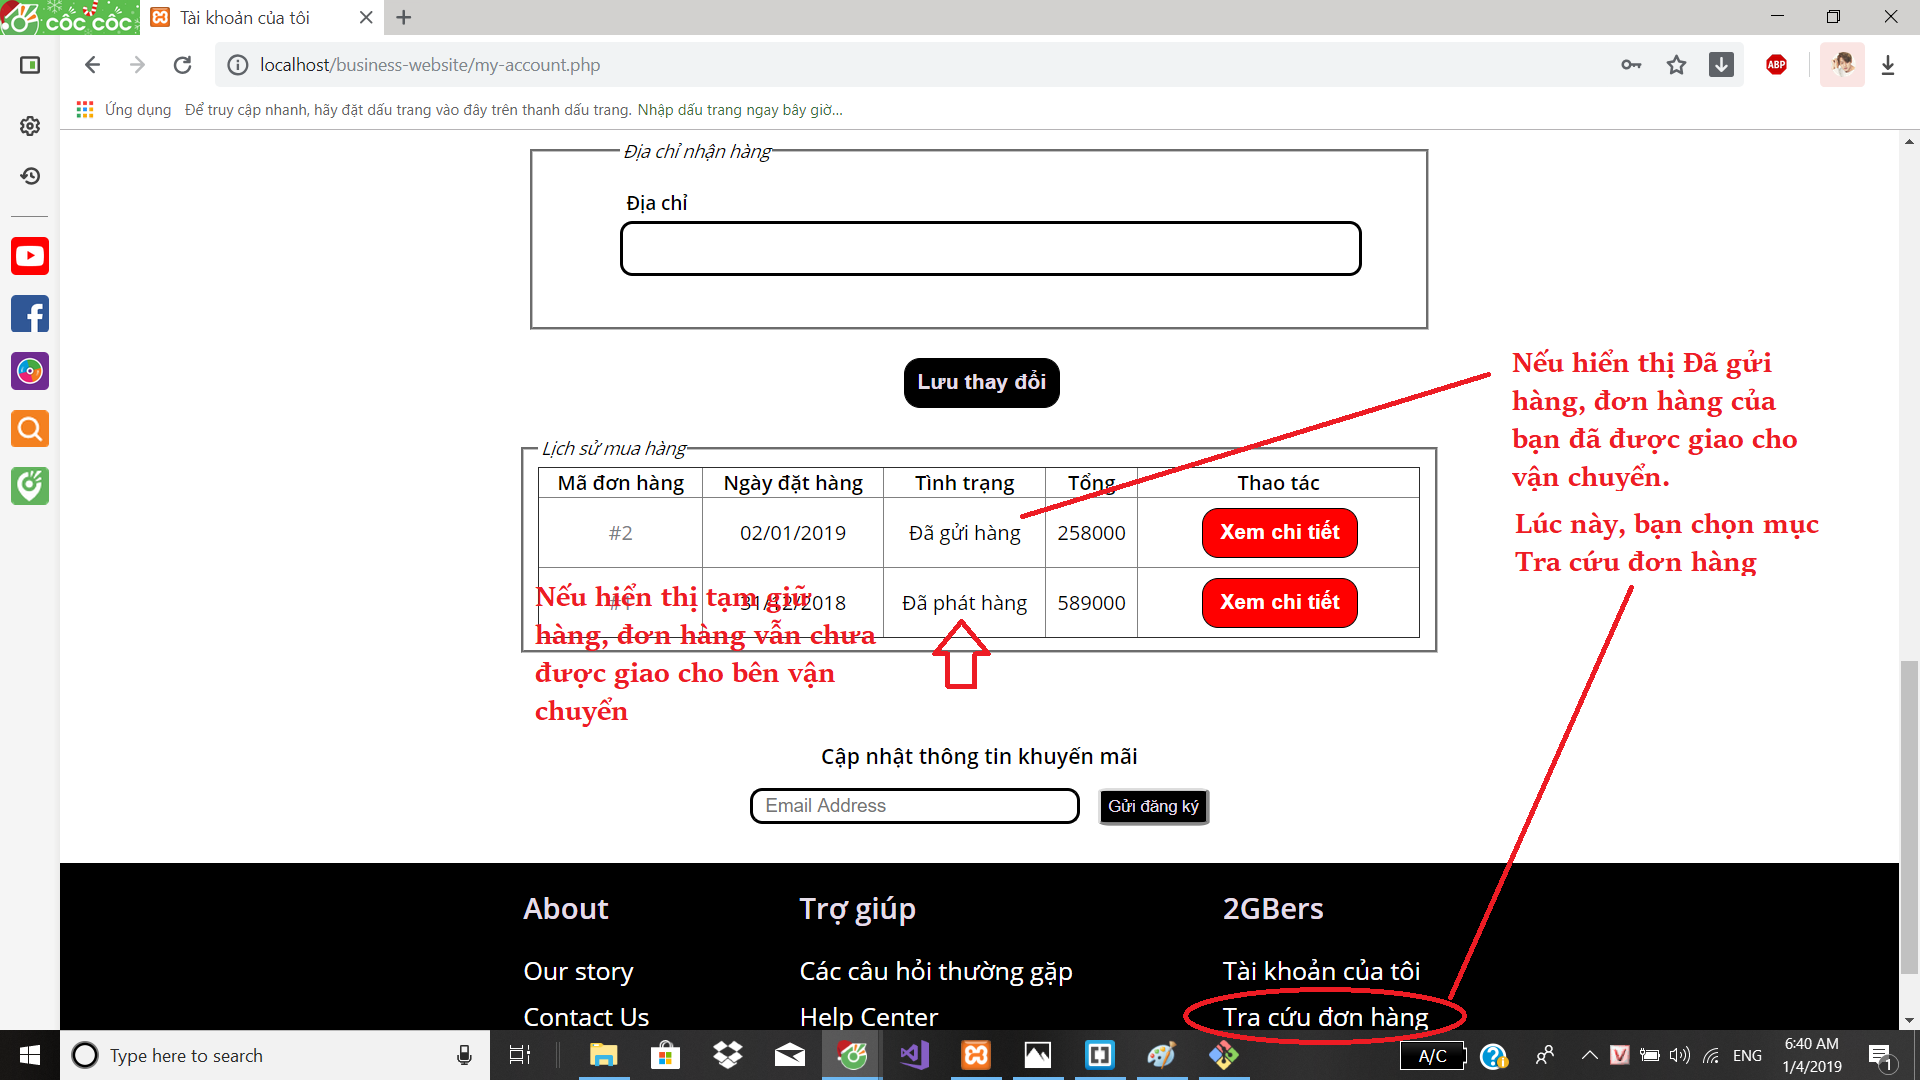 CỐC CỐC
Tài khoản của tôi
localhost/business-website/my-account.php
ABP
Ứng dụng
Để truy cập nhanh, hãy đặt dấu trang vào đây trên thanh dấu trang. Nhập dấu trang ngay bây giờ...
Địa chỉ nhận hàng
Địa chỉ
Lưu thay đổi
Nếu hiển thị Đã gửi
hàng, đơn hàng của
bạn đã được giao cho
vận chuyển.
Lúc này, bạn chọn mục
Tra cứu đơn hàng
Lịch sử mua hàng
Mã đơn hàng Ngày đặt hàng Tình trạng Tổng Thao tác
#2 02/01/2019 Đã gửi hàng 258000 Xem chi tiết
#1 31/12/2018 Đã phát hàng 589000 Xem chi tiết
Nếu hiển thị tạm giữ
hàng, đơn hàng vẫn chưa
được giao cho bên vận
chuyển
Cập nhật thông tin khuyến mãi
Email Address
Gửi đăng ký
About Trợ giúp 2GBers
Our story Các câu hỏi thường gặp Tài khoản của tôi
Contact Us Help Center Tra cứu đơn hàng
Type here to search
A/C
ENG
6:40 AM
1/4/2019
1